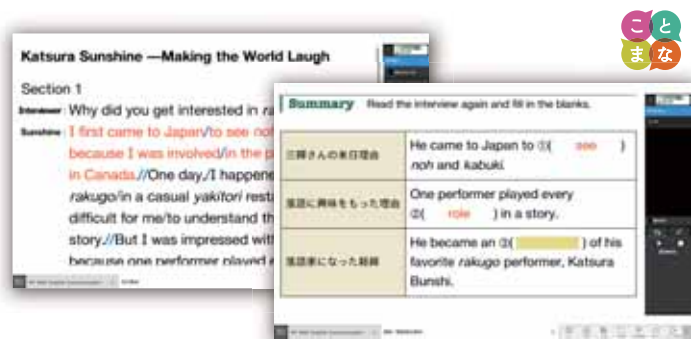 こと
まな
Katsura Sunshine —Making the World Laugh
Section 1
Interviewer: Why did you get interested in
Sunshine: I first came to Japan/to see noh
because I was involved/in the
in Canada.//One day,/I happene
rakugo/in a casual yakitori rest
difficult for me/to understand th
story.//But I was impressed wit
because one performer played
Summary Read the interview again and fill in the blanks.
三輝さんの来日理由
He came to Japan to ①( see )
noh and kabuki.
落語に興味をもった理由
One performer played every
②( role ) in a story.
落語家になった経緯
He became an ③( ) of his
favorite rakugo performer, Katsura
Bunshi.